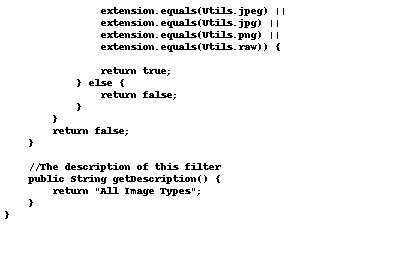 extension.equals(Utils.jpeg) ||
extension.equals(Utils.jpg) ||
extension.equals(Utils.png) ||
extension.equals(Utils.raw)) {
return true;
} else {
return false;
}
}
return false;
}
//The description of this filter
public String getDescription() {
return "All Image Types";
}
}